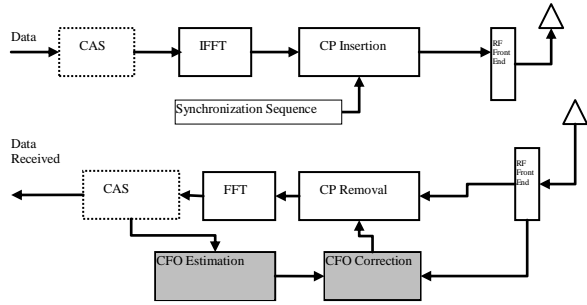 Data
CAS
IFFT
CP Insertion
RF
Front
End
Synchronization Sequence
Data
Received
CAS
FFT
CP Removal
RF
Front
End
CFO Estimation
CFO Correction